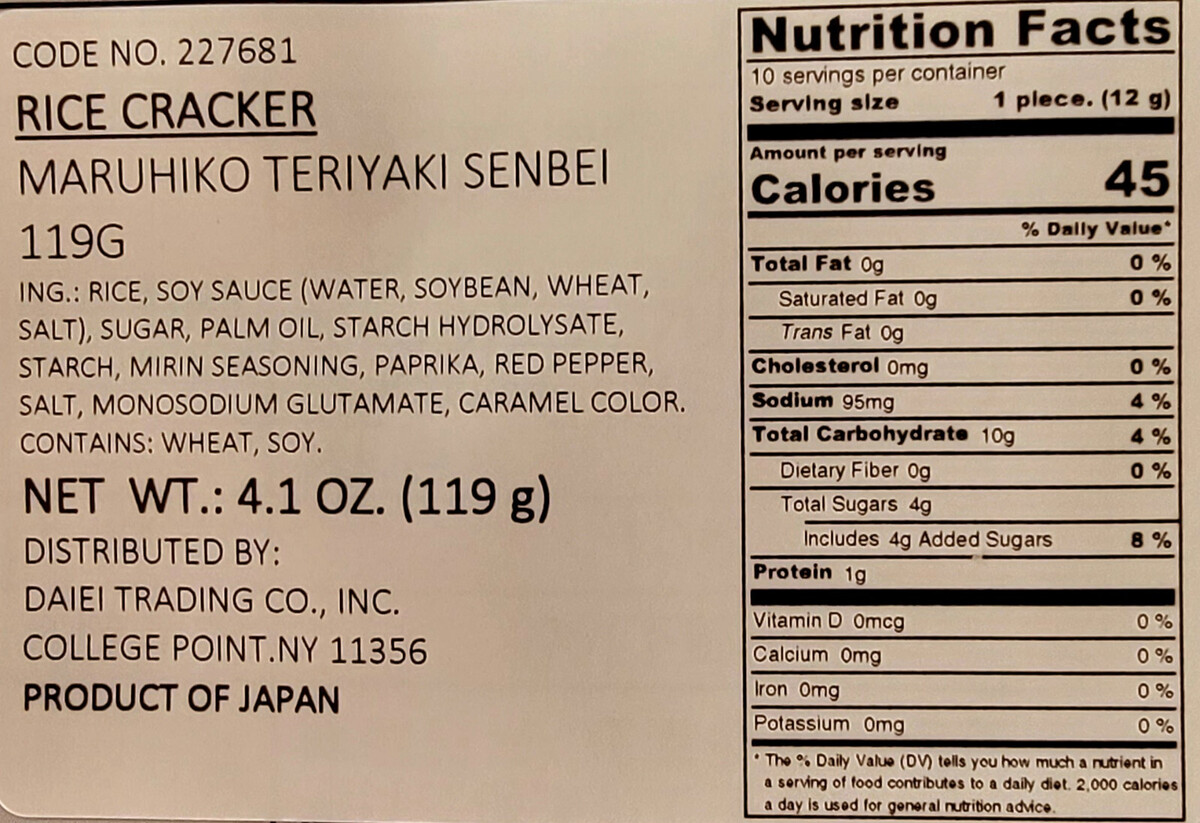 CODE NO. 227681
RICE CRACKER
MARUHIKO TERIYAKI SENBEI
119G
ING.: RICE, SOY SAUCE (WATER, SOYBEAN, WHEAT,
SALT), SUGAR, PALM OIL, STARCH HYDROLYSATE,
STARCH, MIRIN SEASONING, PAPRIKA, RED PEPPER,
SALT, MONOSODIUM GLUTAMATE, CARAMEL COLOR.
CONTAINS: WHEAT, SOY.
NET WT.: 4.1 OZ. (119 g)
DISTRIBUTED BY:
DAIEI TRADING CO., INC.
COLLEGE POINT.NY 11356
PRODUCT OF JAPAN
Nutrition Facts
10 servings per container
Serving size 1 piece. (12 g)
Amount per serving
Calories 45
% Daily Value*
Total Fat 0g 0 %
Saturated Fat 0g 0 %
Trans Fat 0g
Cholesterol 0mg 0 %
Sodium 95mg 4 %
Total Carbohydrate 10g 4 %
Dietary Fiber 0g 0 %
Total Sugars 4g
Includes 4g Added Sugars 8 %
Protein 1g
Vitamin D 0mcg 0 %
Calcium 0mg 0 %
Iron 0mg 0 %
Potassium 0mg 0 %
* The % Daily Value (DV) tells you how much a nutrient in
a serving of food contributes to a daily diet. 2,000 calories
a day is used for general nutrition advice.